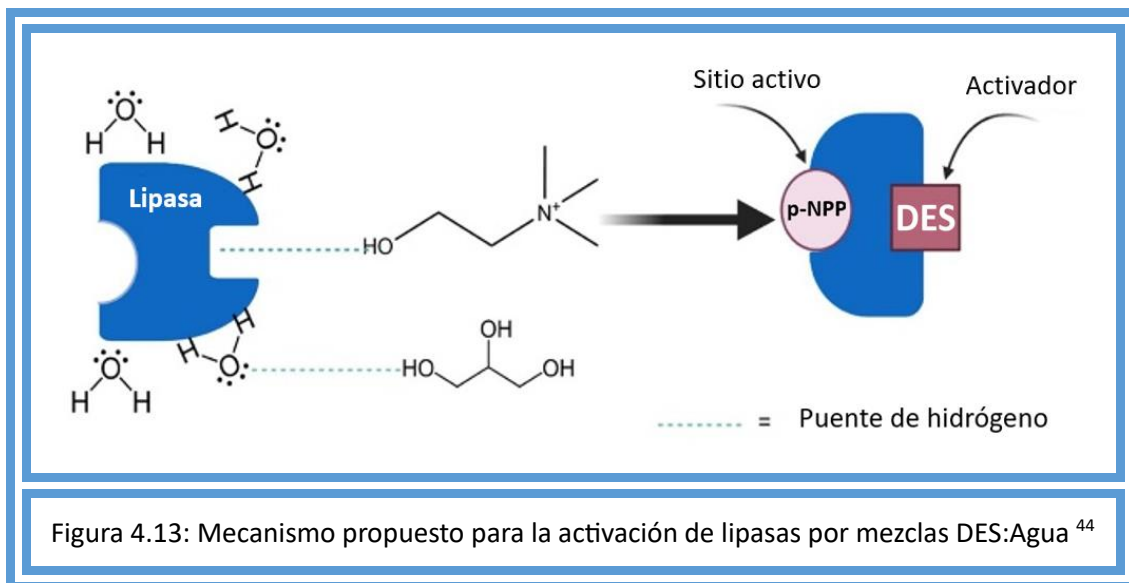 Sitio activo
Activador
H H O
H O H
Lipasa
HO
N+
p-NPP
DES
H H O
H H O
HO
OH
OH
= Puente de hidrógeno
Figura 4.13: Mecanismo propuesto para la activación de lipasas por mezclas DES:Agua 44